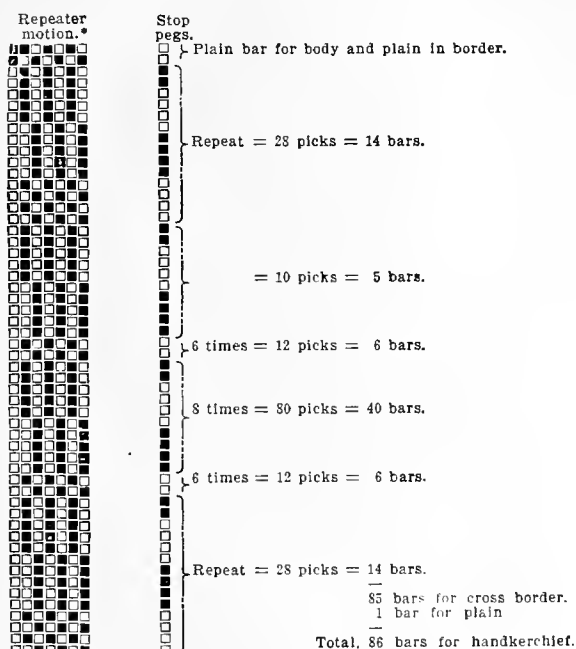 Repeater Stop
motion.* pegs.
Plain bar for body and plain in border.
Repeat = 28 picks = 14 bars.
= 10 picks = 5 bars.
6 times = 12 picks = 6 bars.
8 times = 80 picks = 40 bars.
6 times = 12 picks = 6 bars.
Repeat = 28 picks = 14 bars.
85 bars for cross border.
1 bar for plain
Total, 86 bars for handkerchief.